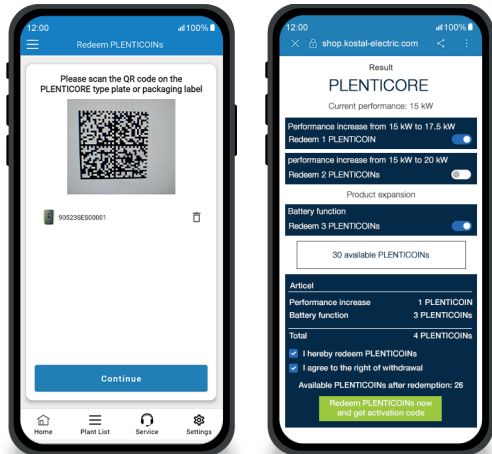 12:00
100%
Redeem PLENTICOINs
Please scan the QR code on the
PLENTICORE type plate or packaging label
90523SES00001
Continue
Home
Plant List
Service
Settings
12:00
100%
shop.kostal-electric.com
Result
PLENTICORE
Current performance: 15 kW
Performance increase from 15 kW to 17.5 kW
Redeem 1 PLENTICOIN
performance increase from 15 kW to 20 kW
Redeem 2 PLENTICOINs
Product expansion
Battery function
Redeem 3 PLENTICOINs
30 available PLENTICOINs
Articel
Performance increase 1 PLENTICOIN
Battery function 3 PLENTICOINs
Total 4 PLENTICOINs
I hereby redeem PLENTICOINs
I agree to the right of withdrawal
Available PLENTICOINs after redemption: 26
Redeem PLENTICOINs now
and get activation code